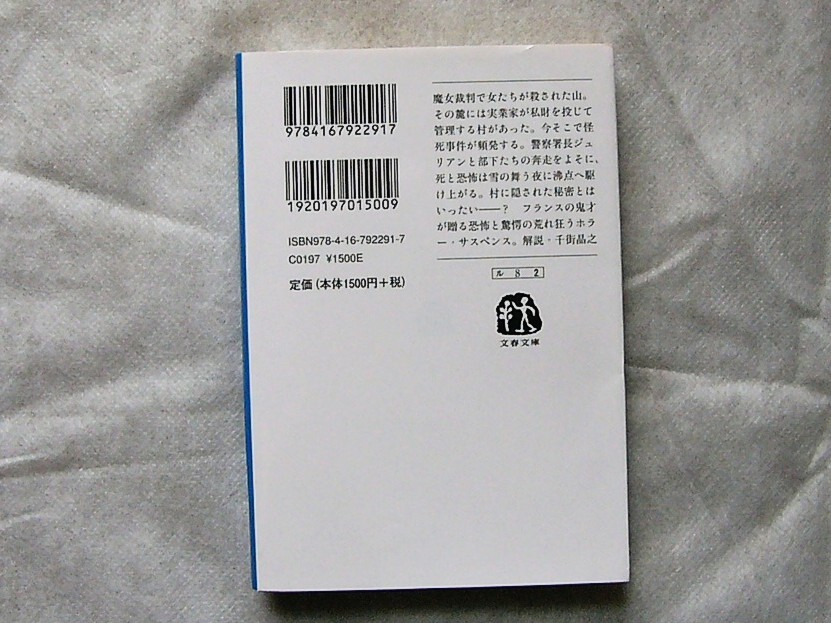 9784167922917
1920197015009
ISBN978-4-16-792291-7
C0197 ¥1500E
定価(本体1500円+税)
魔女裁判で女たちが殺された山。
その麓には実業家が私財を投じて
管理する村があった。今そこで怪
死事件が頻発する。警察署長ジュ
リアンと部下たちの奔走をよそに、
死と恐怖は雪の舞う夜に沸点へ駆
け上がる。村に隠された秘密とは
いったい――? フランスの鬼才
が贈る恐怖と驚愕の荒れ狂うホラ
ー・サスペンス。解説・千街晶之
ル 8 2
文春文庫